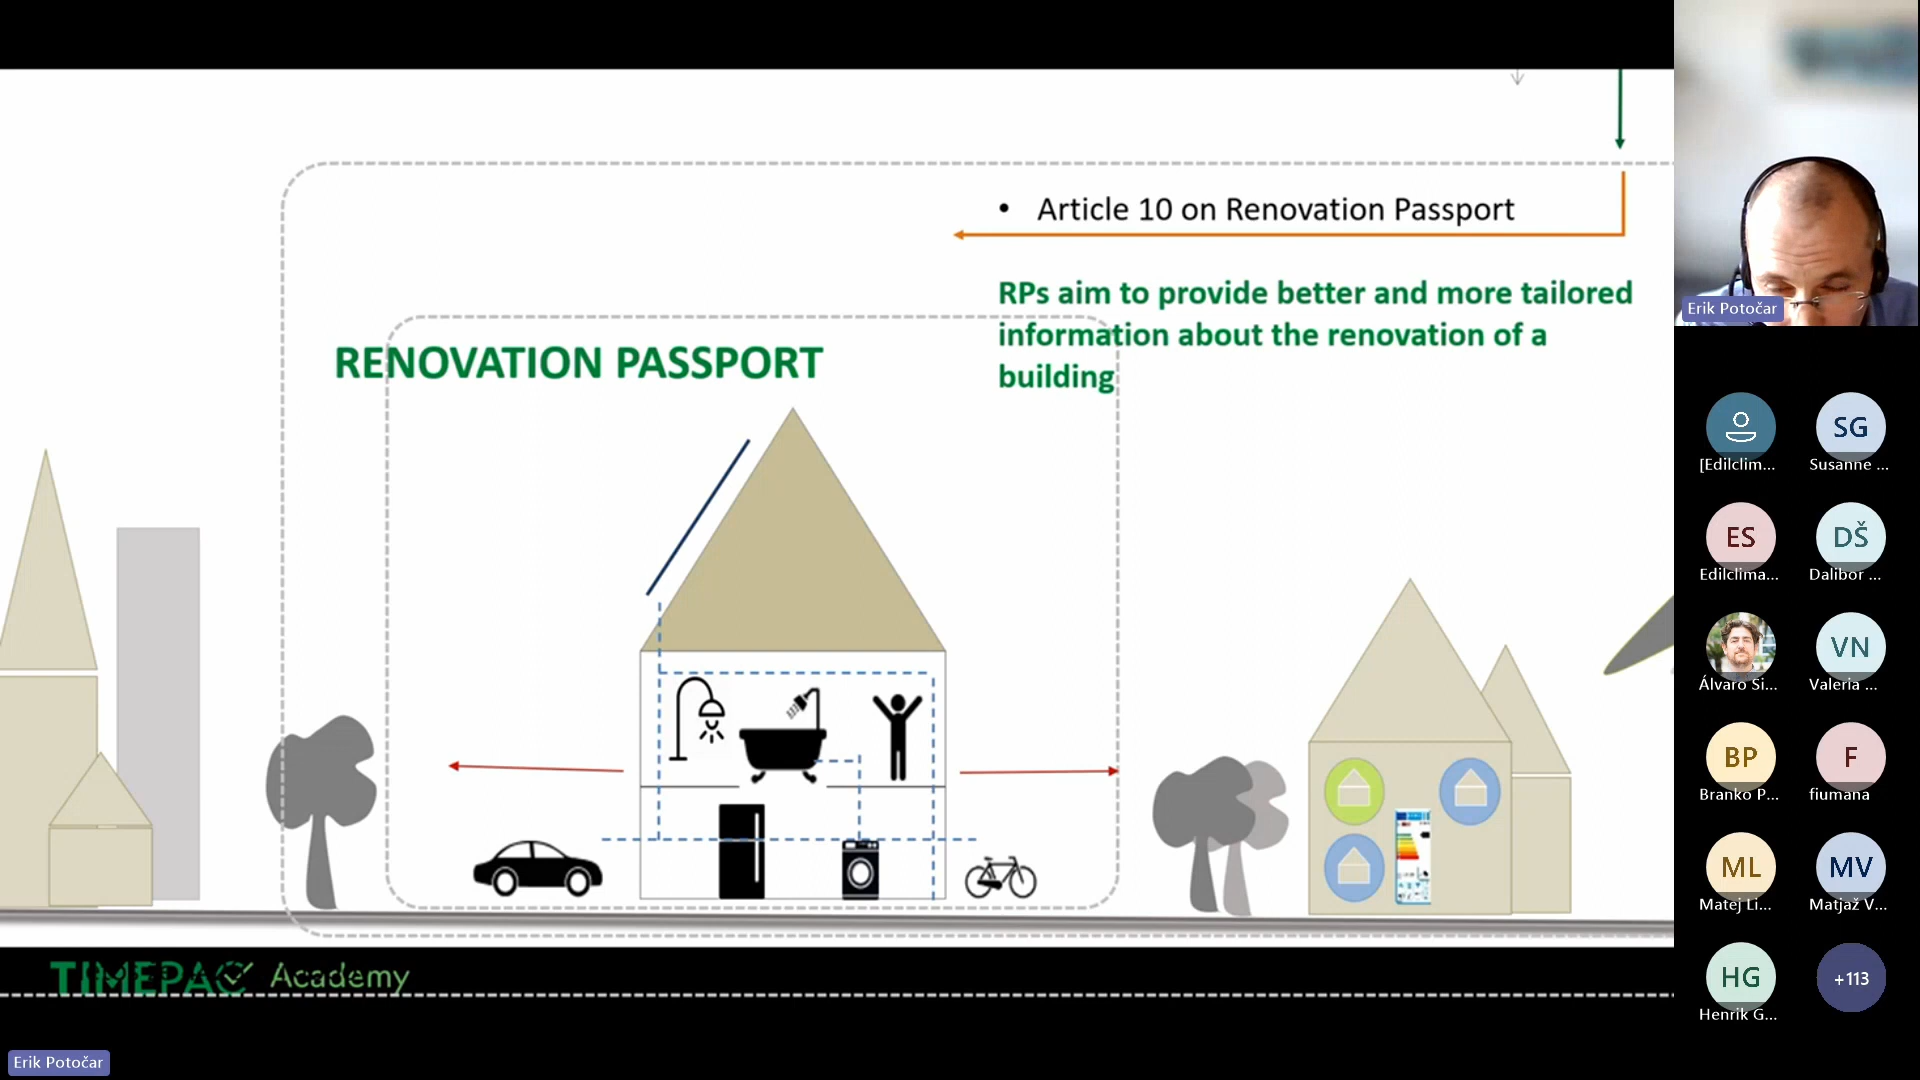 • Article 10 on Renovation Passport
RPs aim to provide better and more tailored
information about the renovation of a
building
RENOVATION PASSPORT
TIMEPAC Academy
Erik Potočar
Erik Potočar
SG
[Edilclim...
Susanne ...
ES
DŠ
Edilclima...
Dalibor ...
VN
Álvaro Si...
Valeria ...
BP
F
Branko P...
fiumana
ML
MV
Matej Li...
Matjaž V...
HG
+113
Henrik G...